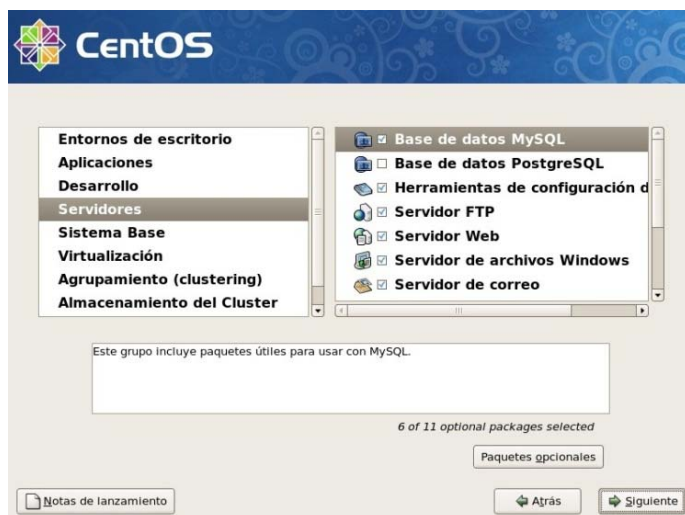 CentOS
Entornos de escritorio
Aplicaciones
Desarrollo
Servidores
Sistema Base
Virtualización
Agrupamiento (clustering)
Almacenamiento del Cluster
Base de datos MySQL
Base de datos PostgreSQL
Herramientas de configuración d
Servidor FTP
Servidor Web
Servidor de archivos Windows
Servidor de correo
Este grupo incluye paquetes útiles para usar con MySQL.
6 of 11 optional packages selected
Paquetes opcionales
Notas de lanzamiento
Atrás
Siguiente